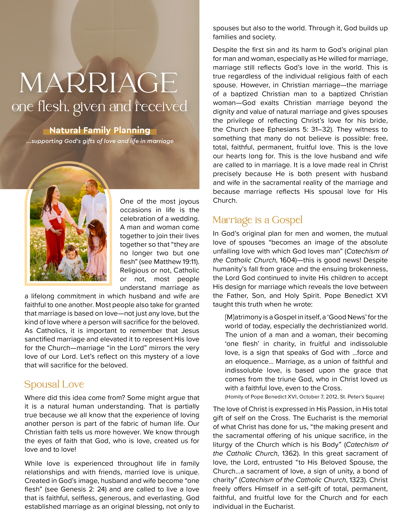 MARRIAGE
one flesh, given and received
Natural Family Planning
...supporting God's gifts of love and life in marriage
One of the most joyous
occasions in life is the
celebration of a wedding.
A man and woman come
together to join their lives
together so that "they are
no longer two but one
flesh" (see Matthew 19:11).
Religious or not, Catholic
or not, most people
understand marriage as
a lifelong commitment in which husband and wife are
faithful to one another. Most people also take for granted
that marriage is based on love—not just any love, but the
kind of love where a person will sacrifice for the beloved.
As Catholics, it is important to remember that Jesus
sanctified marriage and elevated it to represent His love
for the Church—marriage "in the Lord" mirrors the very
love of our Lord. Let's reflect on this mystery of a love
that will sacrifice for the beloved.
Spousal Love
Where did this idea come from? Some might argue that
it is a natural human understanding. That is partially
true because we all know that the experience of loving
another person is part of the fabric of human life. Our
Christian faith tells us more however. We know through
the eyes of faith that God, who is love, created us for
love and to love!
While love is experienced throughout life in family
relationships and with friends, married love is unique.
Created in God's image, husband and wife become "one
flesh" (see Genesis 2: 24) and are called to live a love
that is faithful, selfless, generous, and everlasting. God
established marriage as an original blessing, not only to
spouses but also to the world. Through it, God builds up
families and society.
Despite the first sin and its harm to God's original plan
for man and woman, especially as He willed for marriage,
marriage still reflects God's love in the world. This is
true regardless of the individual religious faith of each
spouse. However, in Christian marriage—the marriage
of a baptized Christian man to a baptized Christian
woman—God exalts Christian marriage beyond the
dignity and value of natural marriage and gives spouses
the privilege of reflecting Christ's love for his bride,
the Church (see Ephesians 5: 31–32). They witness to
something that many do not believe is possible: free,
total, faithful, permanent, fruitful love. This is the love
our hearts long for. This is the love husband and wife
are called to in marriage. It is a love made real in Christ
precisely because He is both present with husband
and wife in the sacramental reality of the marriage and
because marriage reflects His spousal love for His
Church.
Marriage is a Gospel
In God's original plan for men and women, the mutual
love of spouses "becomes an image of the absolute
unfailing love with which God loves man" (Catechism of
the Catholic Church, 1604)—this is good news! Despite
humanity's fall from grace and the ensuing brokenness,
the Lord God continued to invite His children to accept
His design for marriage which reveals the love between
the Father, Son, and Holy Spirit. Pope Benedict XVI
taught this truth when he wrote:
[M]atrimony is a Gospel in itself, a 'Good News' for the
world of today, especially the dechristianized world.
The union of a man and a woman, their becoming
'one flesh' in charity, in fruitful and indissoluble
love, is a sign that speaks of God with ...force and
an eloquence... Marriage, as a union of faithful and
indissoluble love, is based upon the grace that
comes from the triune God, who in Christ loved us
with a faithful love, even to the Cross.
(Homily of Pope Benedict XVI, October 7, 2012, St. Peter's Square)
The love of Christ is expressed in His Passion, in His total
gift of self on the Cross. The Eucharist is the memorial
of what Christ has done for us, "the making present and
the sacramental offering of his unique sacrifice, in the
liturgy of the Church which is his Body" (Catechism of
the Catholic Church, 1362). In this great sacrament of
love, the Lord, entrusted "to His Beloved Spouse, the
Church...a sacrament of love, a sign of unity, a bond of
charity" (Catechism of the Catholic Church, 1323). Christ
freely offers Himself in a self-gift of total, permanent,
faithful, and fruitful love for the Church and for each
individual in the Eucharist.